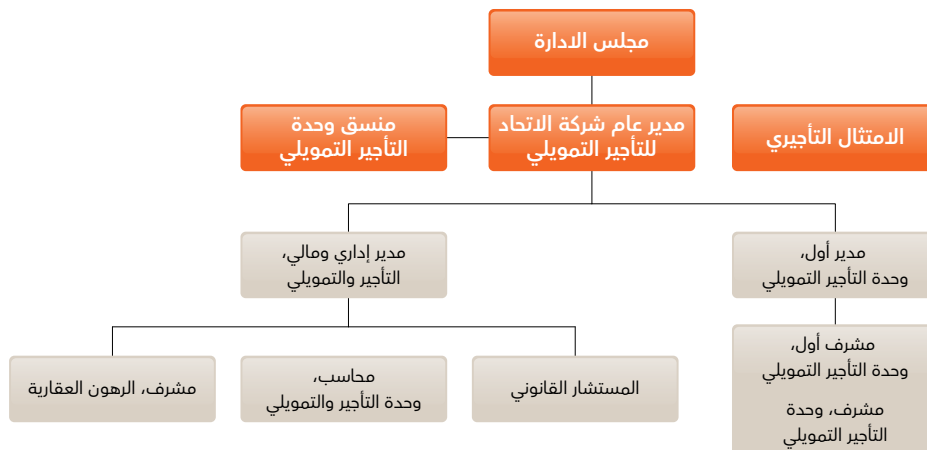 مجلس الادارة
الامتثال التأجيري
مدير عام شركة الاتحاد
للتأجير التمويلي
منسق وحدة
التأجير التمويلي
مدير أول،
وحدة التأجير التمويلي
مدير إداري ومالي،
التأجير والتمويلي
مشرف أول،
وحدة التأجير التمويلي
مشرف، وحدة
التأجير التمويلي
المستشار القانوني
محاسب،
وحدة التأجير والتمويلي
مشرف، الرهون العقارية